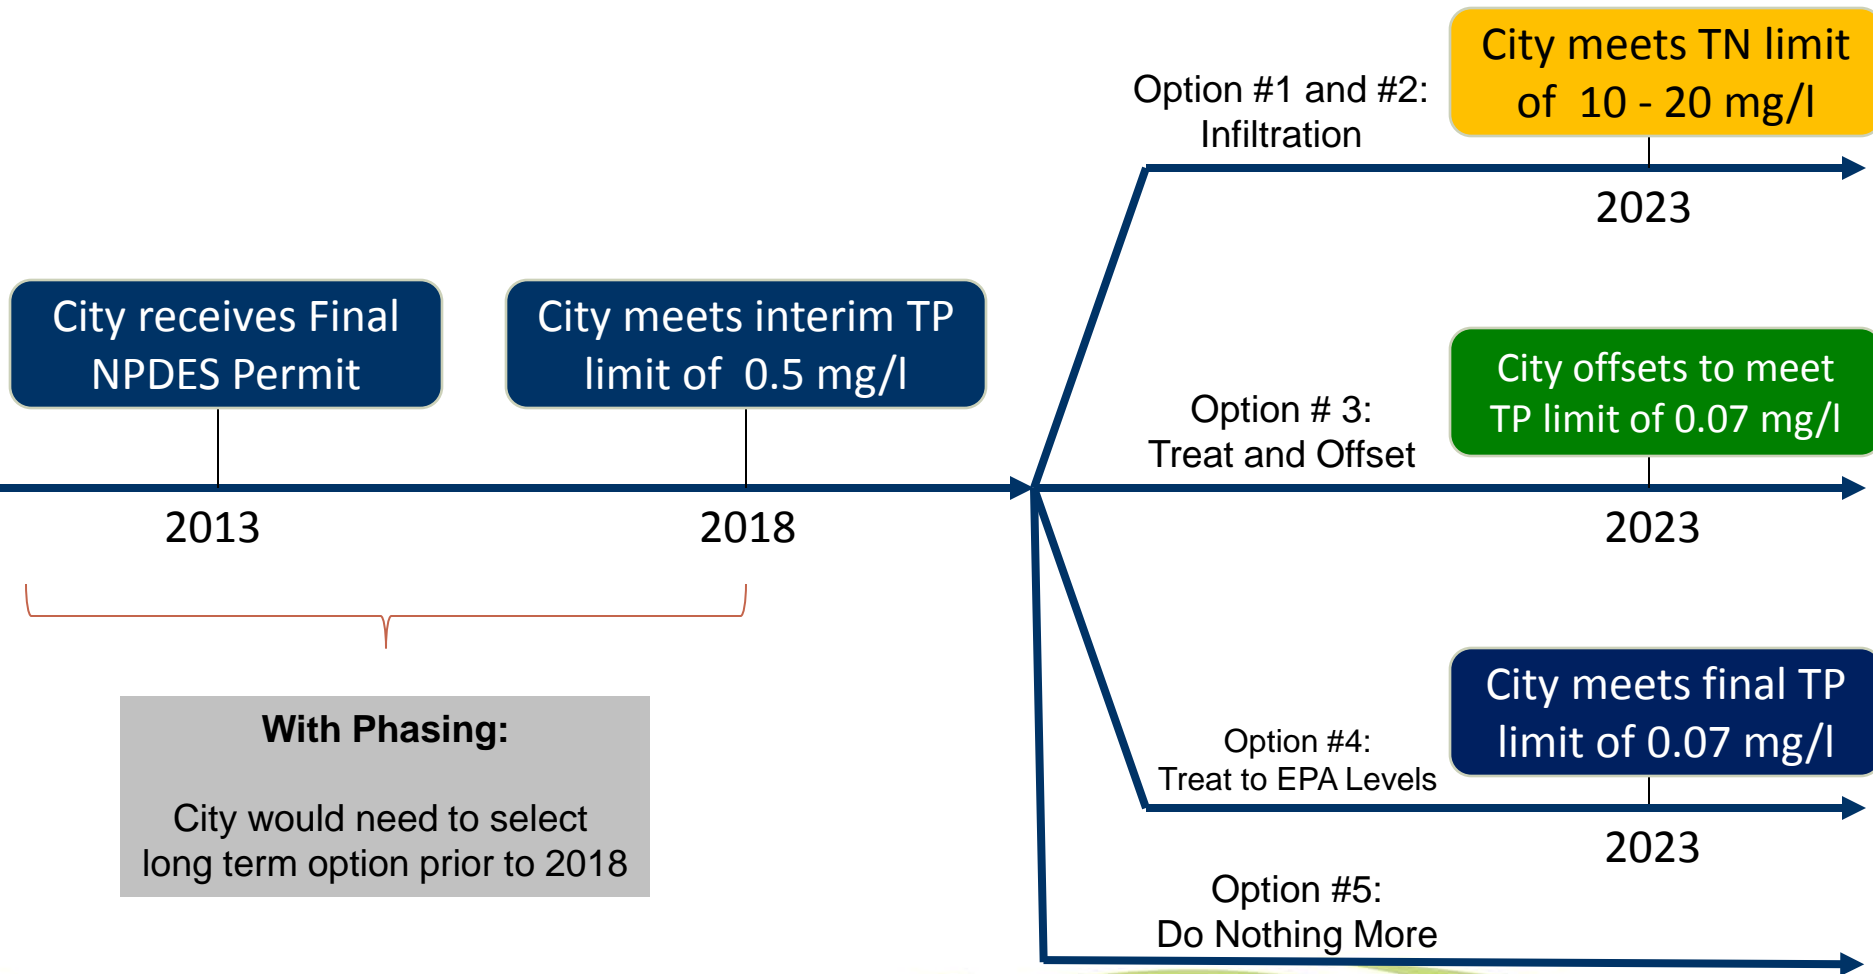 City meets TN limit
of 10 - 20 mg/l
Option #1 and #2:
Infiltration
2023
City receives Final
NPDES Permit
City meets interim TP
limit of 0.5 mg/l
2013
2018
City offsets to meet
TP limit of 0.07 mg/l
Option # 3:
Treat and Offset
2023
With Phasing:
City would need to select
long term option prior to 2018
City meets final TP
limit of 0.07 mg/l
Option #4:
Treat to EPA Levels
2023
Option #5:
Do Nothing More